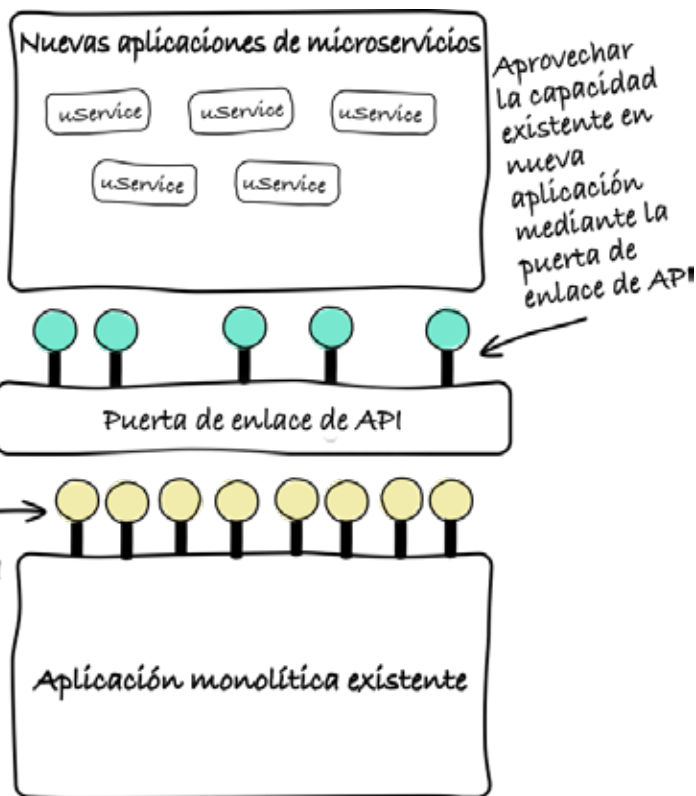 Nuevas aplicaciones de microservicios
uService
uService
uService
uService
uService
Aprovechar
la capacidad
existente en
nueva
aplicación
mediante la
puerta de
enlace de API
Puerta de enlace de API
Aplicación monolítica existente